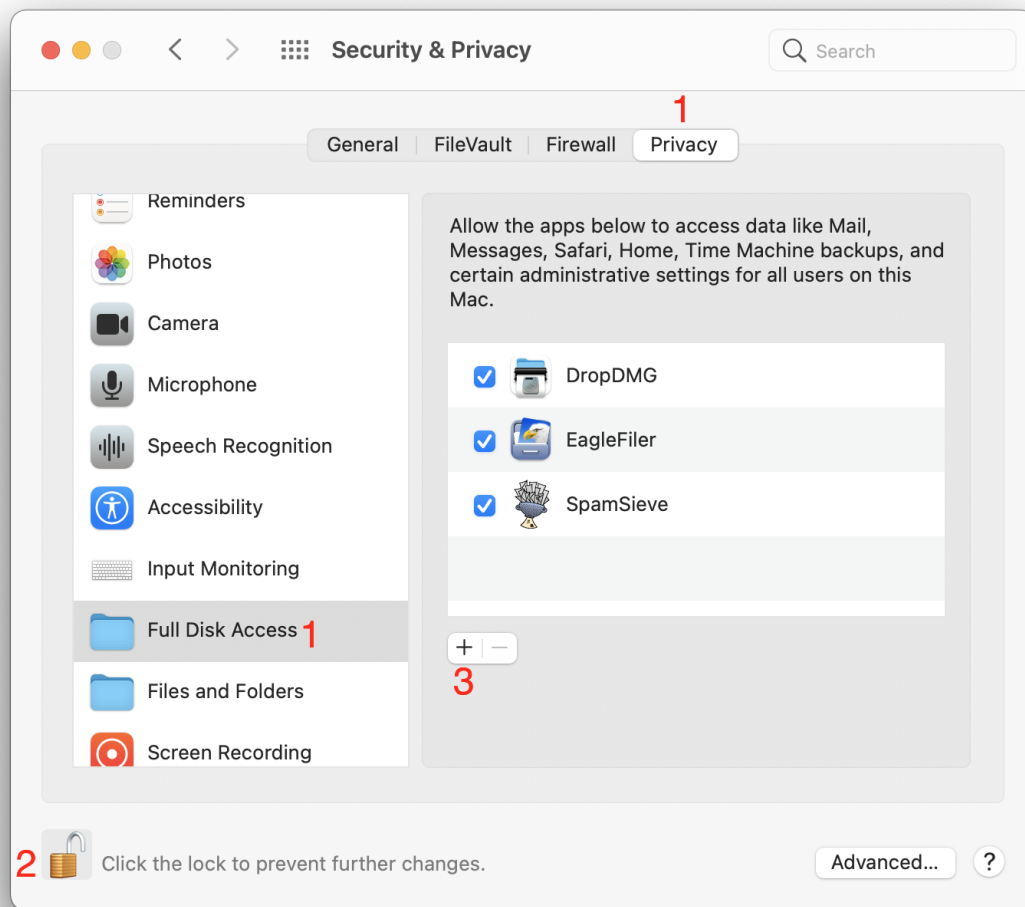 Security & Privacy
Search
1
General
FileVault
Firewall
Privacy
Reminders
Photos
Camera
Microphone
Speech Recognition
Accessibility
Input Monitoring
Full Disk Access 1
Files and Folders
Screen Recording
Allow the apps below to access data like Mail,
Messages, Safari, Home, Time Machine backups, and
certain administrative settings for all users on this
Mac.
DropDMG
EagleFiler
SpamSieve
+ −
3
2 Click the lock to prevent further changes.
Advanced...
?